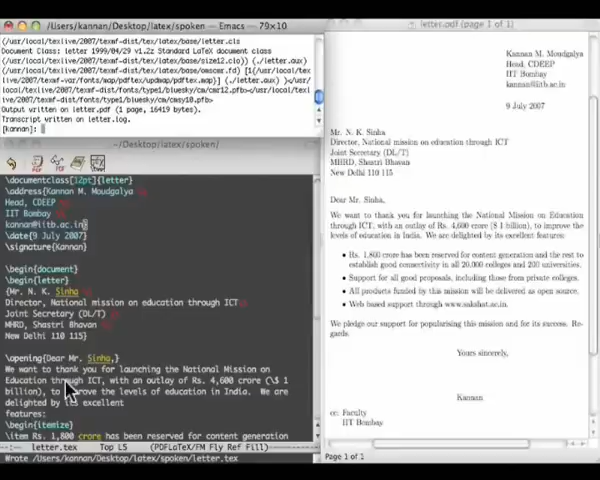 ~/Desktop/latex/spoken - Emacs — 79×10
(/usr/local/texlive/2007/texmf-dist/tex/latex/base/letter.cls
Document Class: letter 1999/04/29 v1.2z Standard LaTeX document class
(/usr/local/texlive/2007/texmf-dist/tex/latex/base/size12.clo)) (./letter.aux)
(/usr/local/texlive/2007/texmf-dist/tex/latex/base/omscmr.fd) [1{/usr/local/tex
live/2007/texmf-var/fonts/map/pdftex/updmap/pdftex.map}] (./letter.aux) )</usr/
local/texlive/2007/texmf-dist/fonts/type1/bluesky/cm/cmr12.pfb></usr/local/texl
ive/2007/texmf-dist/fonts/type1/bluesky/cm/cmsy10.pfb>
Output written on letter.pdf (1 page, 16419 bytes).
Transcript written on letter.log.
[kannan]:
~/Desktop/latex/spoken/
\documentclass[12pt]{letter}
\address{Kannan M. Moudgalya \\
Head, CDEEP \\
IIT Bombay \\
kannan@iitb.ac.in}
\date{9 July 2007}
\signature{Kannan}
\begin{document}
\begin{letter}
{Mr. N. K. Sinha \\
Director, National mission on education through ICT\\
Joint Secretary (DL/T) \\
MHRD, Shastri Bhavan \\
New Delhi 110 115}
\opening{Dear Mr. Sinha,}
We want to thank you for launching the National Mission on
Education through ICT, with an outlay of Rs. 4,600 crore (\$ 1
billion), to improve the levels of education in India. We are
delighted by its excellent
features:
\begin{itemize}
\item Rs. 1,800 crore has been reserved for content generation
letter.tex Top L5 (PDFLaTeX/FM Fly Ref Fill)
Wrote /Users/kannan/Desktop/latex/spoken/letter.tex
letter.pdf (page 1 of 1)
Kannan M. Moudgalya
Head, CDEEP
IIT Bombay
kannan@iitb.ac.in
9 July 2007
Mr. N. K. Sinha
Director, National mission on education through ICT
Joint Secretary (DL/T)
MHRD, Shastri Bhavan
New Delhi 110 115
Dear Mr. Sinha,
We want to thank you for launching the National Mission on Education
through ICT, with an outlay of Rs. 4,600 crore ($ 1 billion), to improve the
levels of education in India. We are delighted by its excellent features:
• Rs. 1,800 crore has been reserved for content generation and the rest to
establish good connectivity in all 20,000 colleges and 200 universities.
• Support for all good proposals, including those from private colleges.
• All products funded by this mission will be delivered as open source.
• Web based support through www.sakshat.ac.in.
We pledge our support for popularising this mission and for its success. Re-
gards.
Yours sincerely,
Kannan
cc: Faculty
IIT Bombay
Page 1 of 1